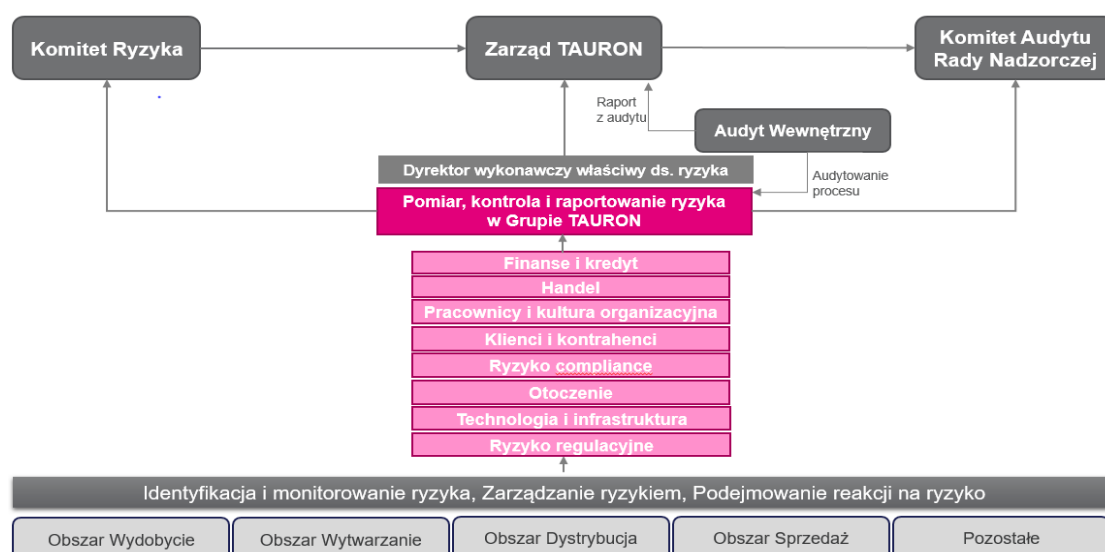 Komitet Ryzyka
Zarząd TAURON
Komitet Audytu
Rady Nadzorczej
Raport
z audytu
Audyt Wewnętrzny
Dyrektor wykonawczy właściwy ds. ryzyka
Audytowanie
procesu
Pomiar, kontrola i raportowanie ryzyka
w Grupie TAURON
Finanse i kredyt
Handel
Pracownicy i kultura organizacyjna
Klienci i kontrahenci
Ryzyko compliance
Otoczenie
Technologia i infrastruktura
Ryzyko regulacyjne
Identyfikacja i monitorowanie ryzyka, Zarządzanie ryzykiem, Podejmowanie reakcji na ryzyko
Obszar Wydobycie
Obszar Wytwarzanie
Obszar Dystrybucja
Obszar Sprzedaż
Pozostałe